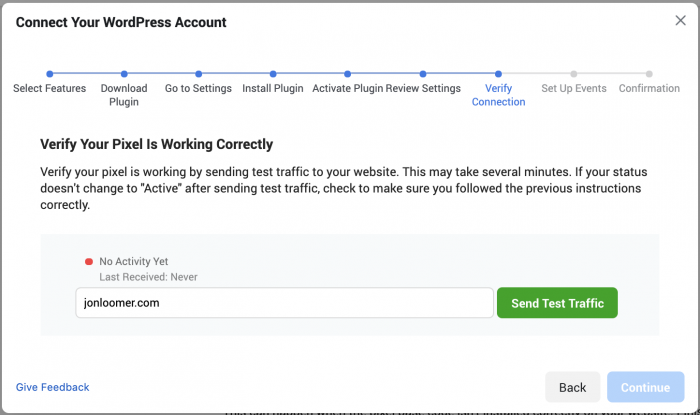 Connect Your WordPress Account
Select Features
Download
Plugin
Go to Settings
Install Plugin
Activate Plugin
Review Settings
Verify
Connection
Set Up Events
Confirmation
Verify Your Pixel Is Working Correctly
Verify your pixel is working by sending test traffic to your website. This may take several minutes. If your status
doesn't change to "Active" after sending test traffic, check to make sure you followed the previous instructions
correctly.
No Activity Yet
Last Received: Never
jonloomer.com
Send Test Traffic
Give Feedback
Back
Continue